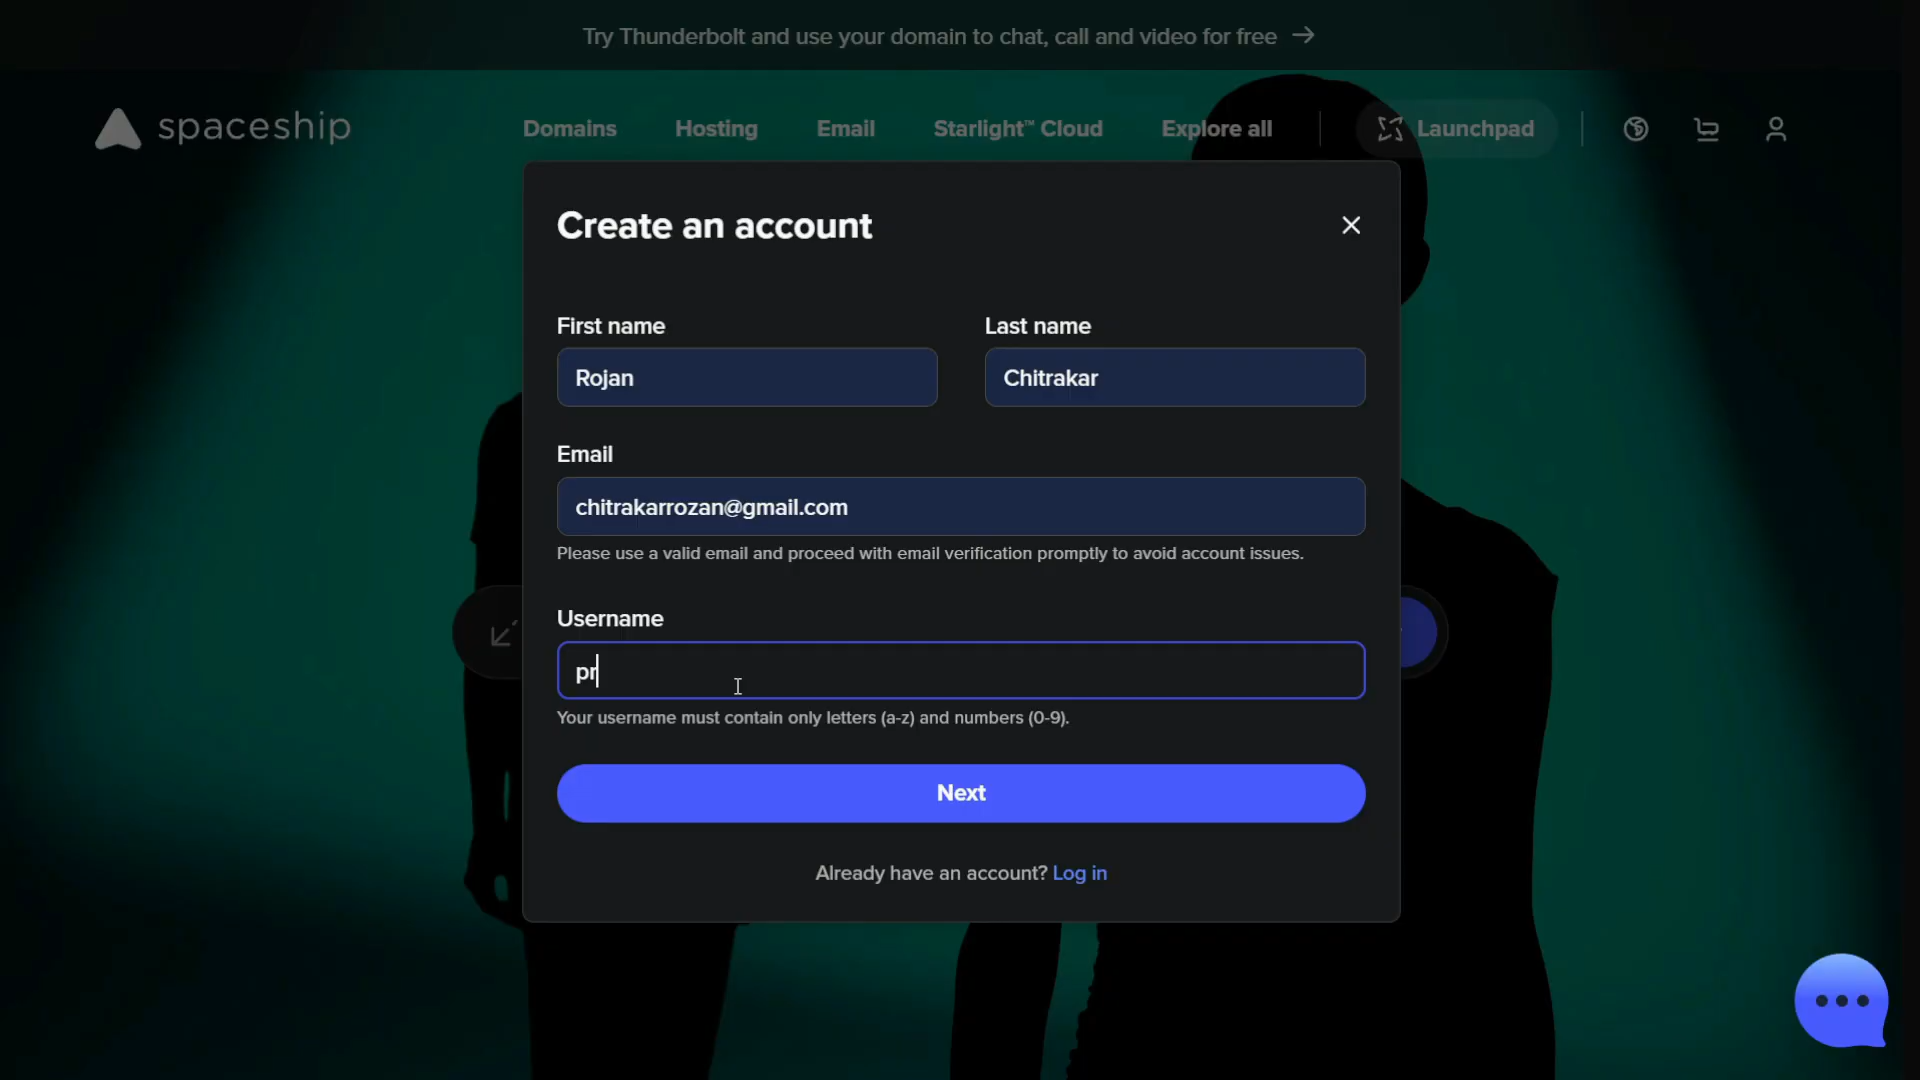 Try Thunderbolt and use your domain to chat, call and video for free →
spaceship
Domains Hosting Email Starlight™ Cloud Explore all Launchpad
Create an account
First name Last name
Rojan Chitrakar
Email
chitrakarrozan@gmail.com
Please use a valid email and proceed with email verification promptly to avoid account issues.
Username
pr
Your username must contain only letters (a-z) and numbers (0-9).
Next
Already have an account? Log in